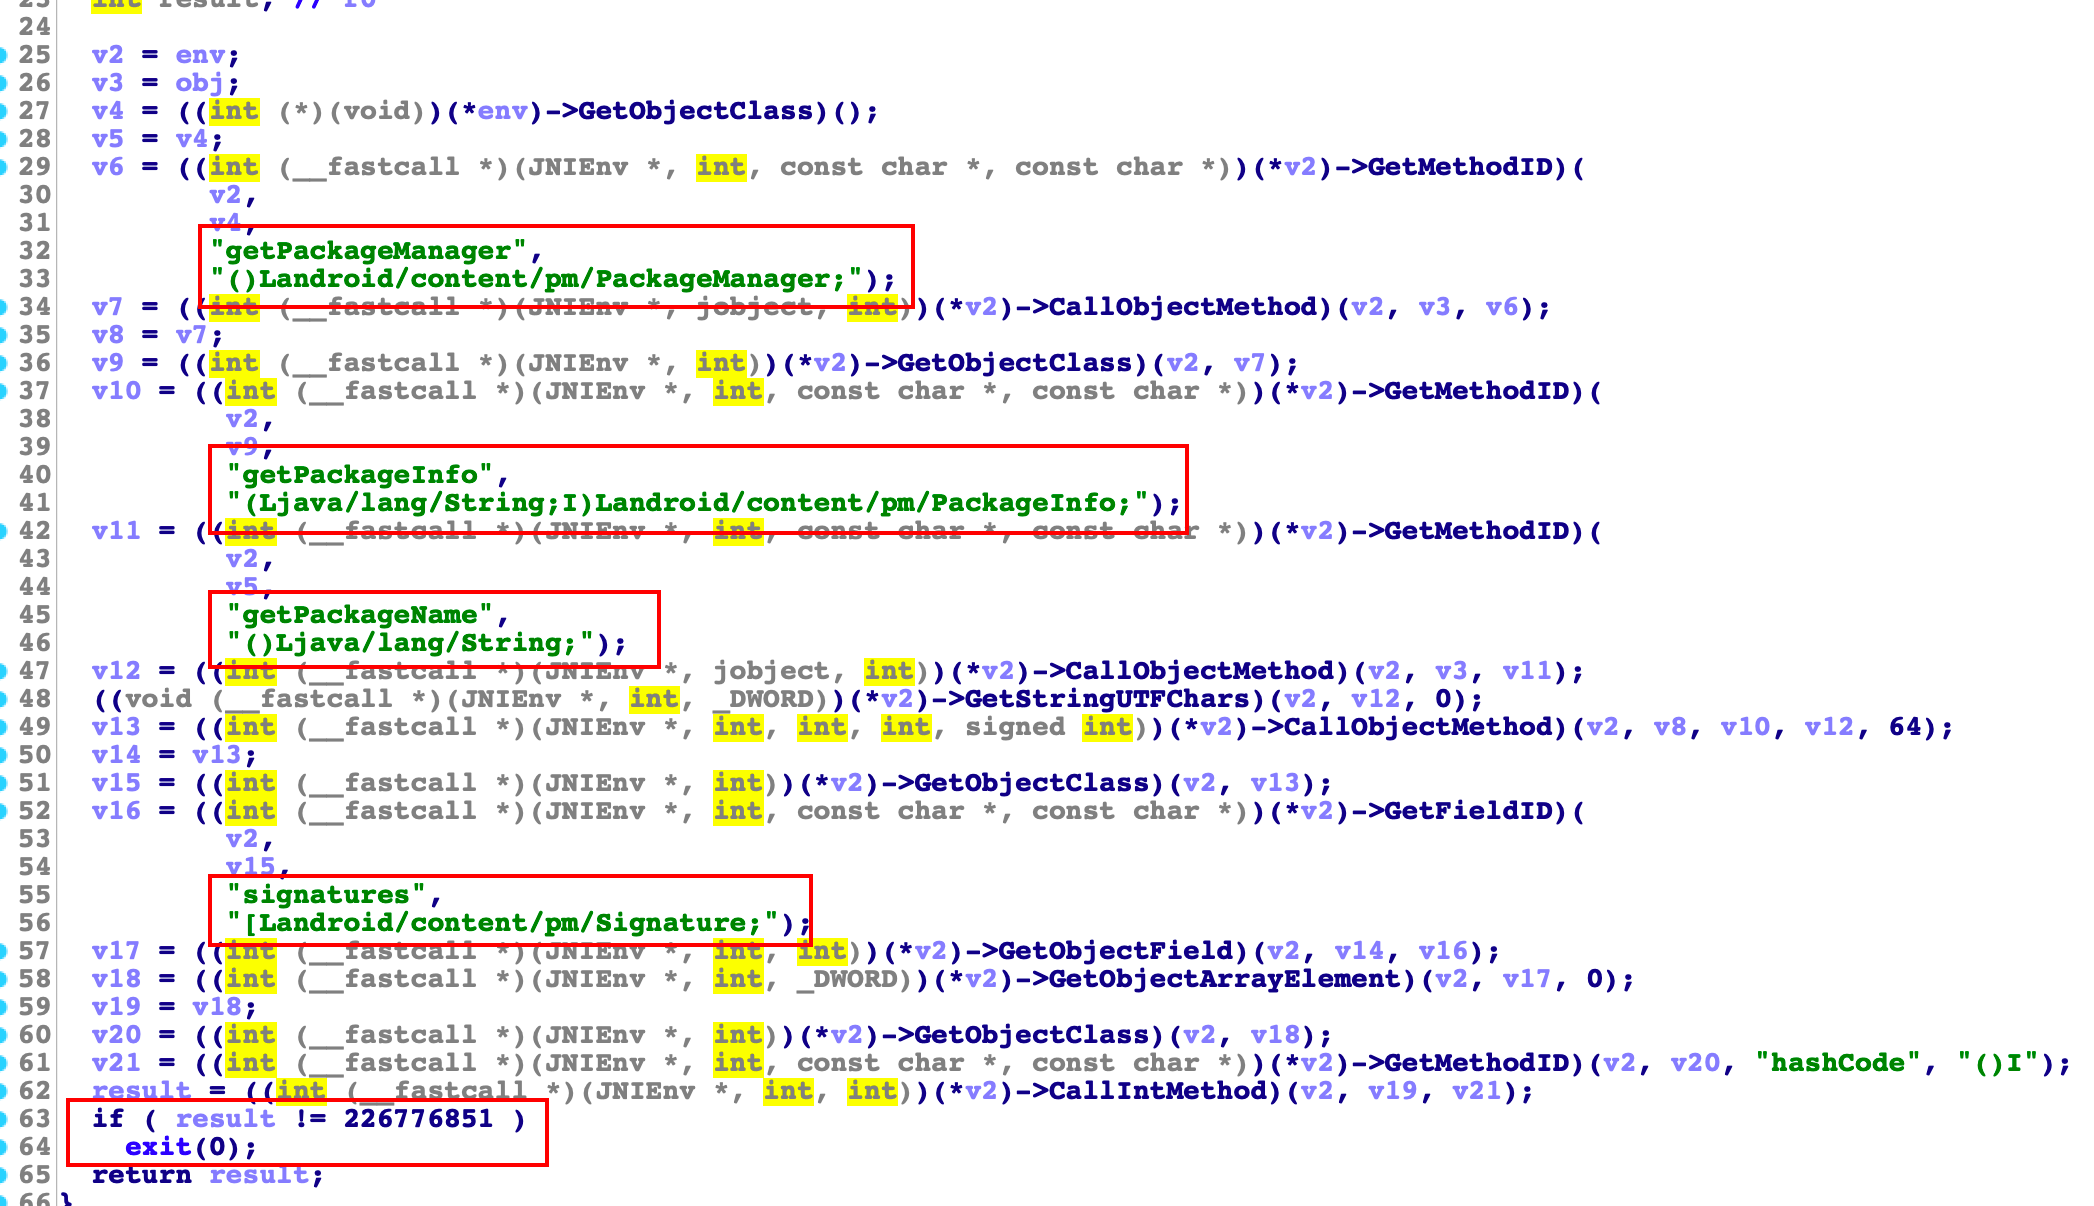 23 int result; // r0
24
25 v2 = env;
26 v3 = obj;
27 v4 = ((int (*)(void))(*env)->GetObjectClass)();
28 v5 = v4;
29 v6 = ((int (__fastcall *)(JNIEnv *, int, const char *, const char *))(*v2)->GetMethodID)(
30 v2,
31 v4,
32 "getPackageManager",
33 "()Landroid/content/pm/PackageManager;");
34 v7 = ((int (__fastcall *)(JNIEnv *, jobject, int))(*v2)->CallObjectMethod)(v2, v3, v6);
35 v8 = v7;
36 v9 = ((int (__fastcall *)(JNIEnv *, int))(*v2)->GetObjectClass)(v2, v7);
37 v10 = ((int (__fastcall *)(JNIEnv *, int, const char *, const char *))(*v2)->GetMethodID)(
38 v2,
39 v9,
40 "getPackageInfo",
41 "(Ljava/lang/String;I)Landroid/content/pm/PackageInfo;");
42 v11 = ((int (__fastcall *)(JNIEnv *, int, const char *, const char *))(*v2)->GetMethodID)(
43 v2,
44 v5,
45 "getPackageName",
46 "()Ljava/lang/String;");
47 v12 = ((int (__fastcall *)(JNIEnv *, jobject, int))(*v2)->CallObjectMethod)(v2, v3, v11);
48 ((void (__fastcall *)(JNIEnv *, int, _DWORD))(*v2)->GetStringUTFChars)(v2, v12, 0);
49 v13 = ((int (__fastcall *)(JNIEnv *, int, int, int, signed int))(*v2)->CallObjectMethod)(v2, v8, v10, v12, 64);
50 v14 = v13;
51 v15 = ((int (__fastcall *)(JNIEnv *, int))(*v2)->GetObjectClass)(v2, v13);
52 v16 = ((int (__fastcall *)(JNIEnv *, int, const char *, const char *))(*v2)->GetFieldID)(
53 v2,
54 v15,
55 "signatures",
56 "[Landroid/content/pm/Signature;");
57 v17 = ((int (__fastcall *)(JNIEnv *, int, int))(*v2)->GetObjectField)(v2, v14, v16);
58 v18 = ((int (__fastcall *)(JNIEnv *, int, _DWORD))(*v2)->GetObjectArrayElement)(v2, v17, 0);
59 v19 = v18;
60 v20 = ((int (__fastcall *)(JNIEnv *, int))(*v2)->GetObjectClass)(v2, v18);
61 v21 = ((int (__fastcall *)(JNIEnv *, int, const char *, const char *))(*v2)->GetMethodID)(v2, v20, "hashCode", "()I");
62 result = ((int (__fastcall *)(JNIEnv *, int, int))(*v2)->CallIntMethod)(v2, v19, v21);
63 if ( result != 226776851 )
64 exit(0);
65 return result;
66 }